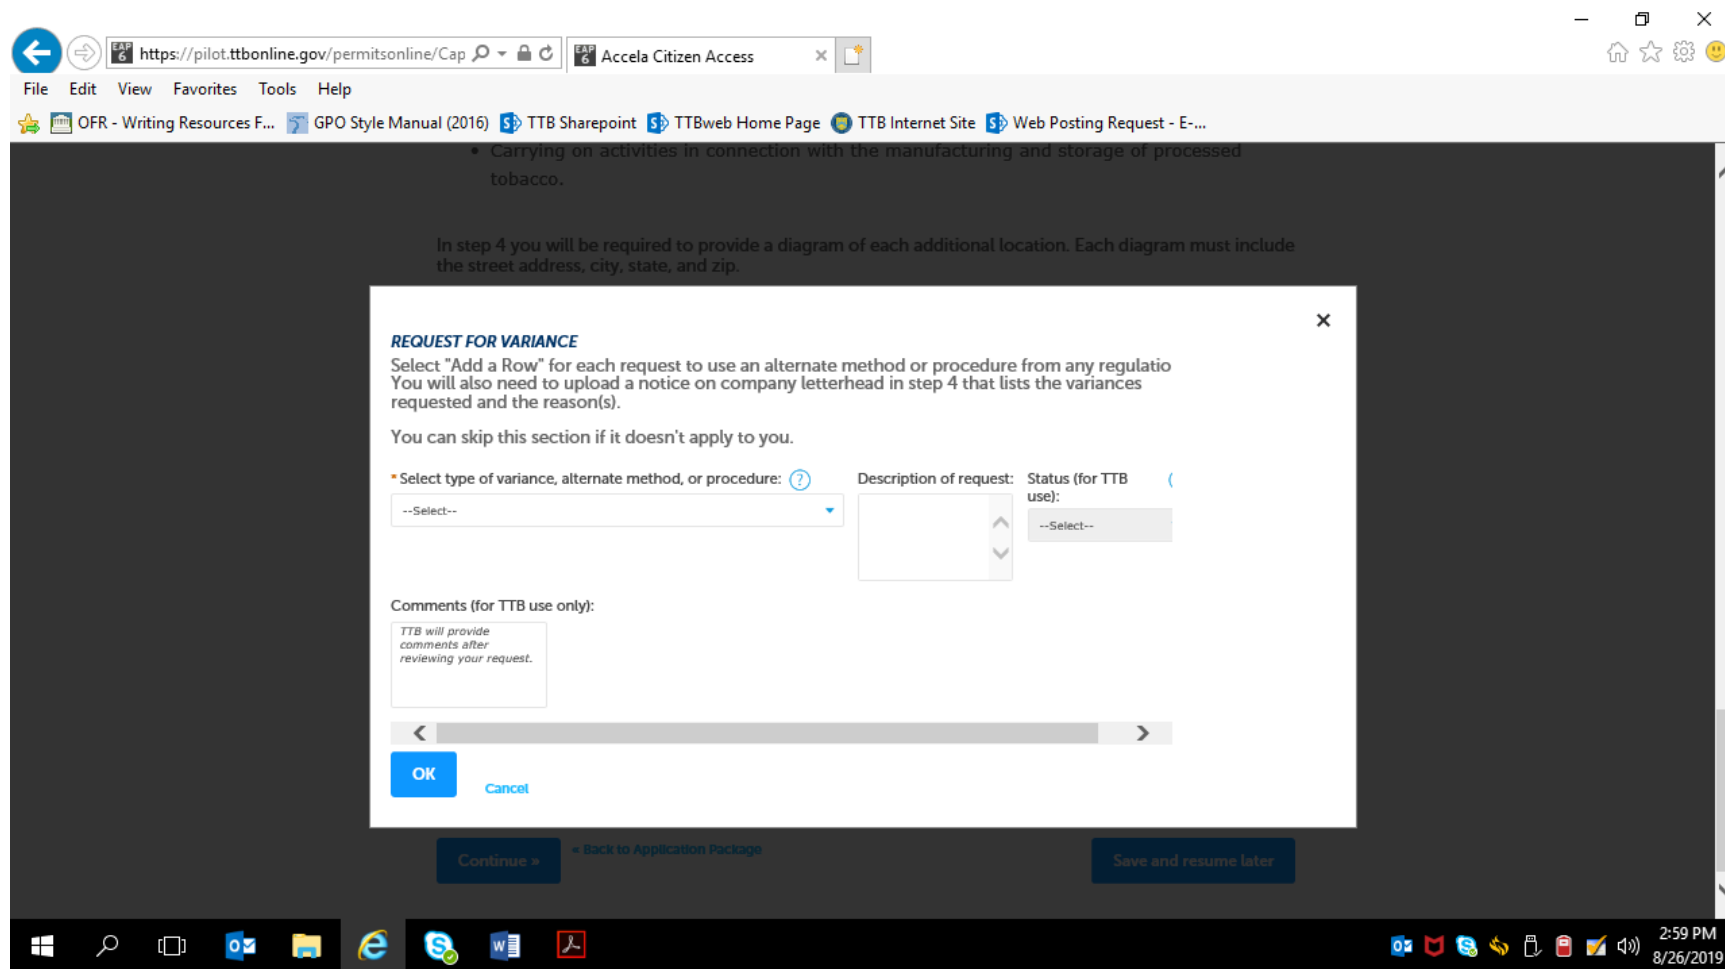 https://pilot.ttbonline.gov/permitsonline/Cap
Accela Citizen Access
File Edit View Favorites Tools Help
OFR - Writing Resources F... GPO Style Manual (2016) TTB Sharepoint TTBweb Home Page TTB Internet Site Web Posting Request - E-...
• Carrying on activities in connection with the manufacturing and storage of processed
tobacco.
In step 4 you will be required to provide a diagram of each additional location. Each diagram must include
the street address, city, state, and zip.
REQUEST FOR VARIANCE
Select "Add a Row" for each request to use an alternate method or procedure from any regulatio
You will also need to upload a notice on company letterhead in step 4 that lists the variances
requested and the reason(s).
You can skip this section if it doesn't apply to you.
* Select type of variance, alternate method, or procedure: ? Description of request: Status (for TTB
use):
--Select--
--Select--
Comments (for TTB use only):
TTB will provide
comments after
reviewing your request.
OK
Cancel
Continue »
« Back to Application Package
Save and resume later
2:59 PM
8/26/2019